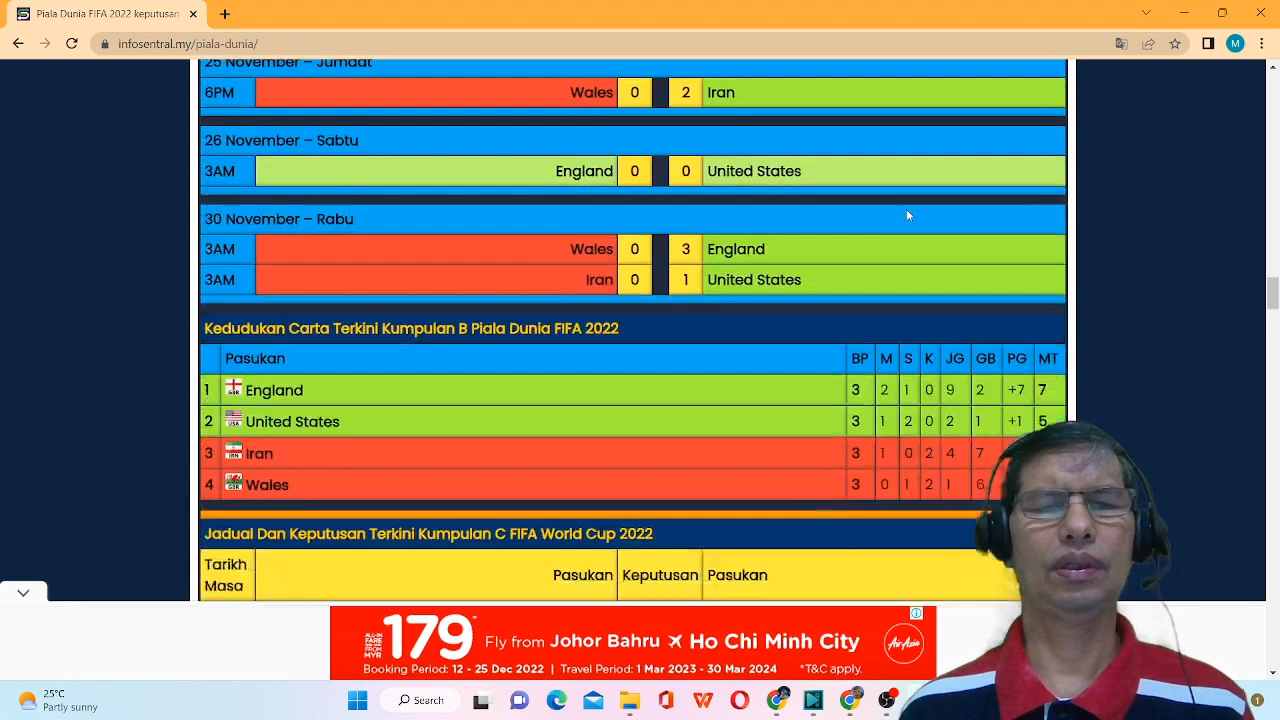 Piala Dunia FIFA 2022 keputusan
infosentral.my/piala-dunia/
M
25 November – Jumaat
6PM Wales 0 2 Iran
26 November – Sabtu
3AM England 0 0 United States
30 November – Rabu
3AM Wales 0 3 England
3AM Iran 0 1 United States
Kedudukan Carta Terkini Kumpulan B Piala Dunia FIFA 2022
Pasukan BP M S K JG GB PG MT
1 England 3 2 1 0 9 2 +7 7
2 United States 3 1 2 0 2 1 +1 5
3 Iran 3 1 0 2 4 7
4 Wales 3 0 1 2 1 6
Jadual Dan Keputusan Terkini Kumpulan C FIFA World Cup 2022
Tarikh
Masa Pasukan Keputusan Pasukan
ALL-IN FARE FROM MYR 179* Fly from Johor Bahru Ho Chi Minh City AirAsia
Booking Period: 12 - 25 Dec 2022 | Travel Period: 1 Mar 2023 - 30 Mar 2024 *T&C apply.
25°C
Partly sunny
Search
1